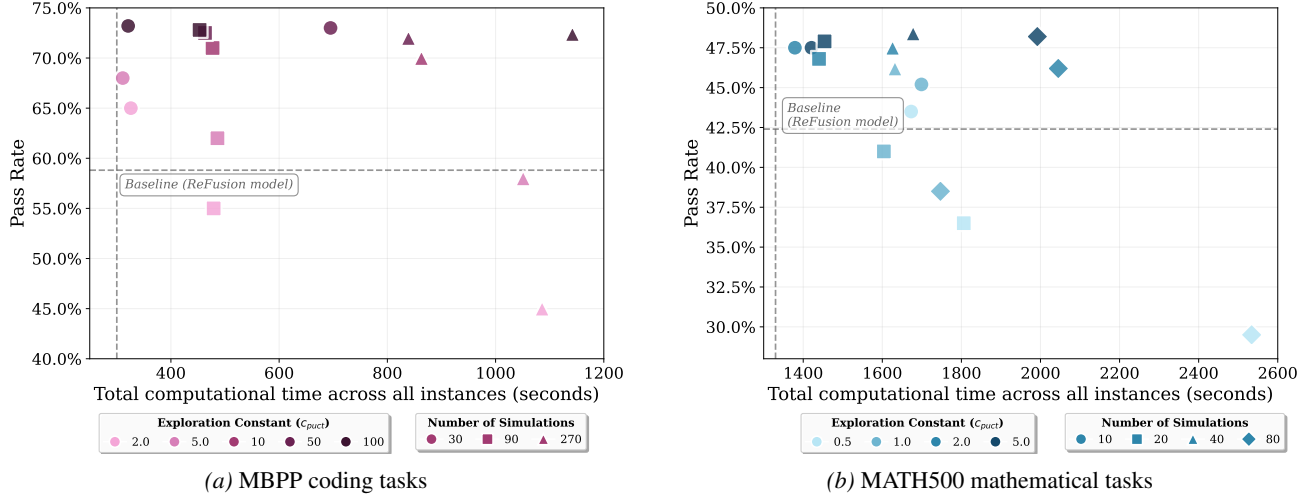 75.0%
70.0%
65.0%
60.0%
55.0%
50.0%
45.0%
40.0%
Pass Rate
Baseline (ReFusion model)
400 600 800 1000 1200
Total computational time across all instances (seconds)
Exploration Constant (c_puct)
2.0 5.0 10 50 100
Number of Simulations
30 90 270
(a) MBPP coding tasks
50.0%
47.5%
45.0%
42.5%
40.0%
37.5%
35.0%
32.5%
30.0%
Pass Rate
Baseline
(ReFusion model)
1400 1600 1800 2000 2200 2400 2600
Total computational time across all instances (seconds)
Exploration Constant (c_puct)
0.5 1.0 2.0 5.0
Number of Simulations
10 20 40 80
(b) MATH500 mathematical tasks